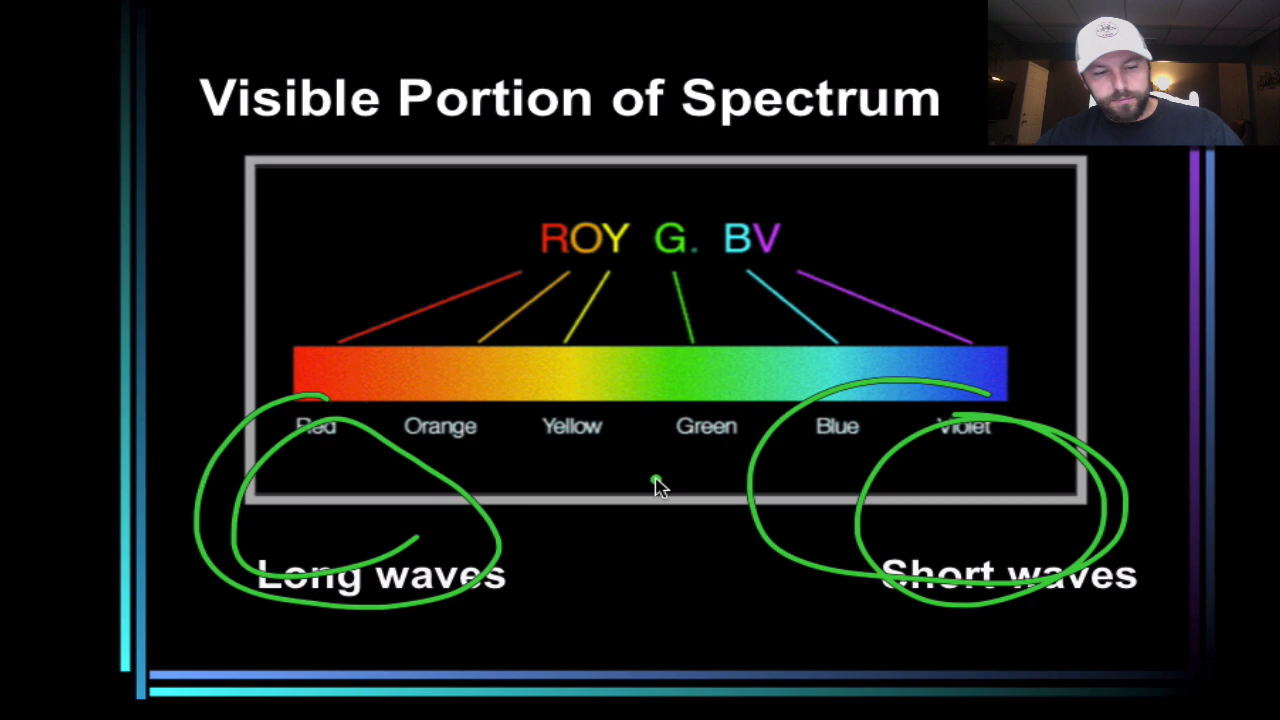 Visible Portion of Spectrum
ROY G. BV
Red Orange Yellow Green Blue Violet
Long waves Short waves